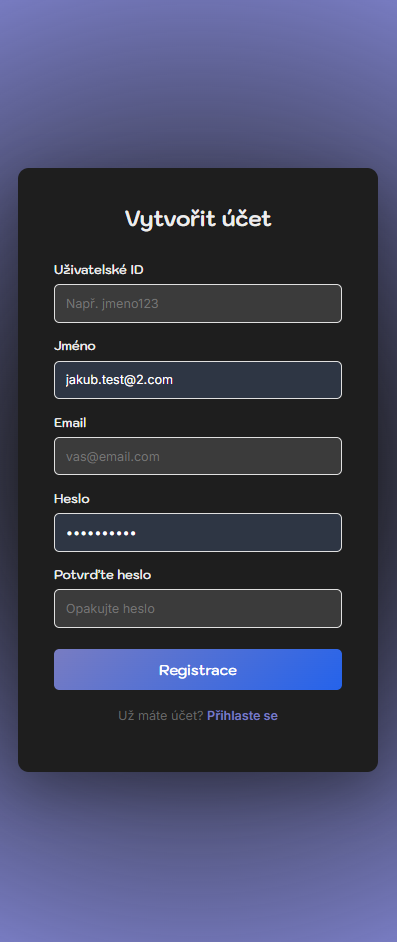 Vytvořit účet
Uživatelské ID
Např. jmeno123
Jméno
jakub.test@2.com
Email
vas@email.com
Heslo
••••••••••
Potvrďte heslo
Opakujte heslo
Registrace
Už máte účet? Přihlaste se